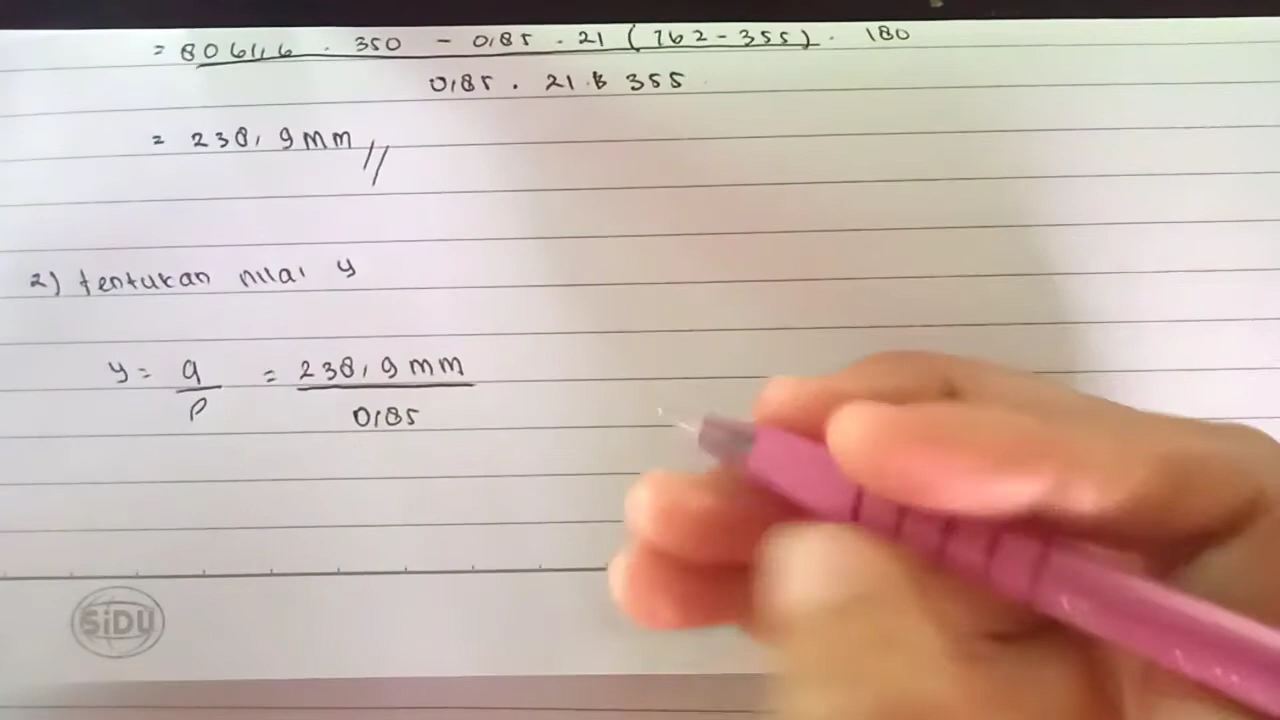 = 8061,6 . 350 - 0,85 . 21 (762-355) . 180
0,85 . 21 . 355
= 238,9 mm //
2) tentukan nilai y
y = a / β = 238,9 mm / 0,85
SiDU